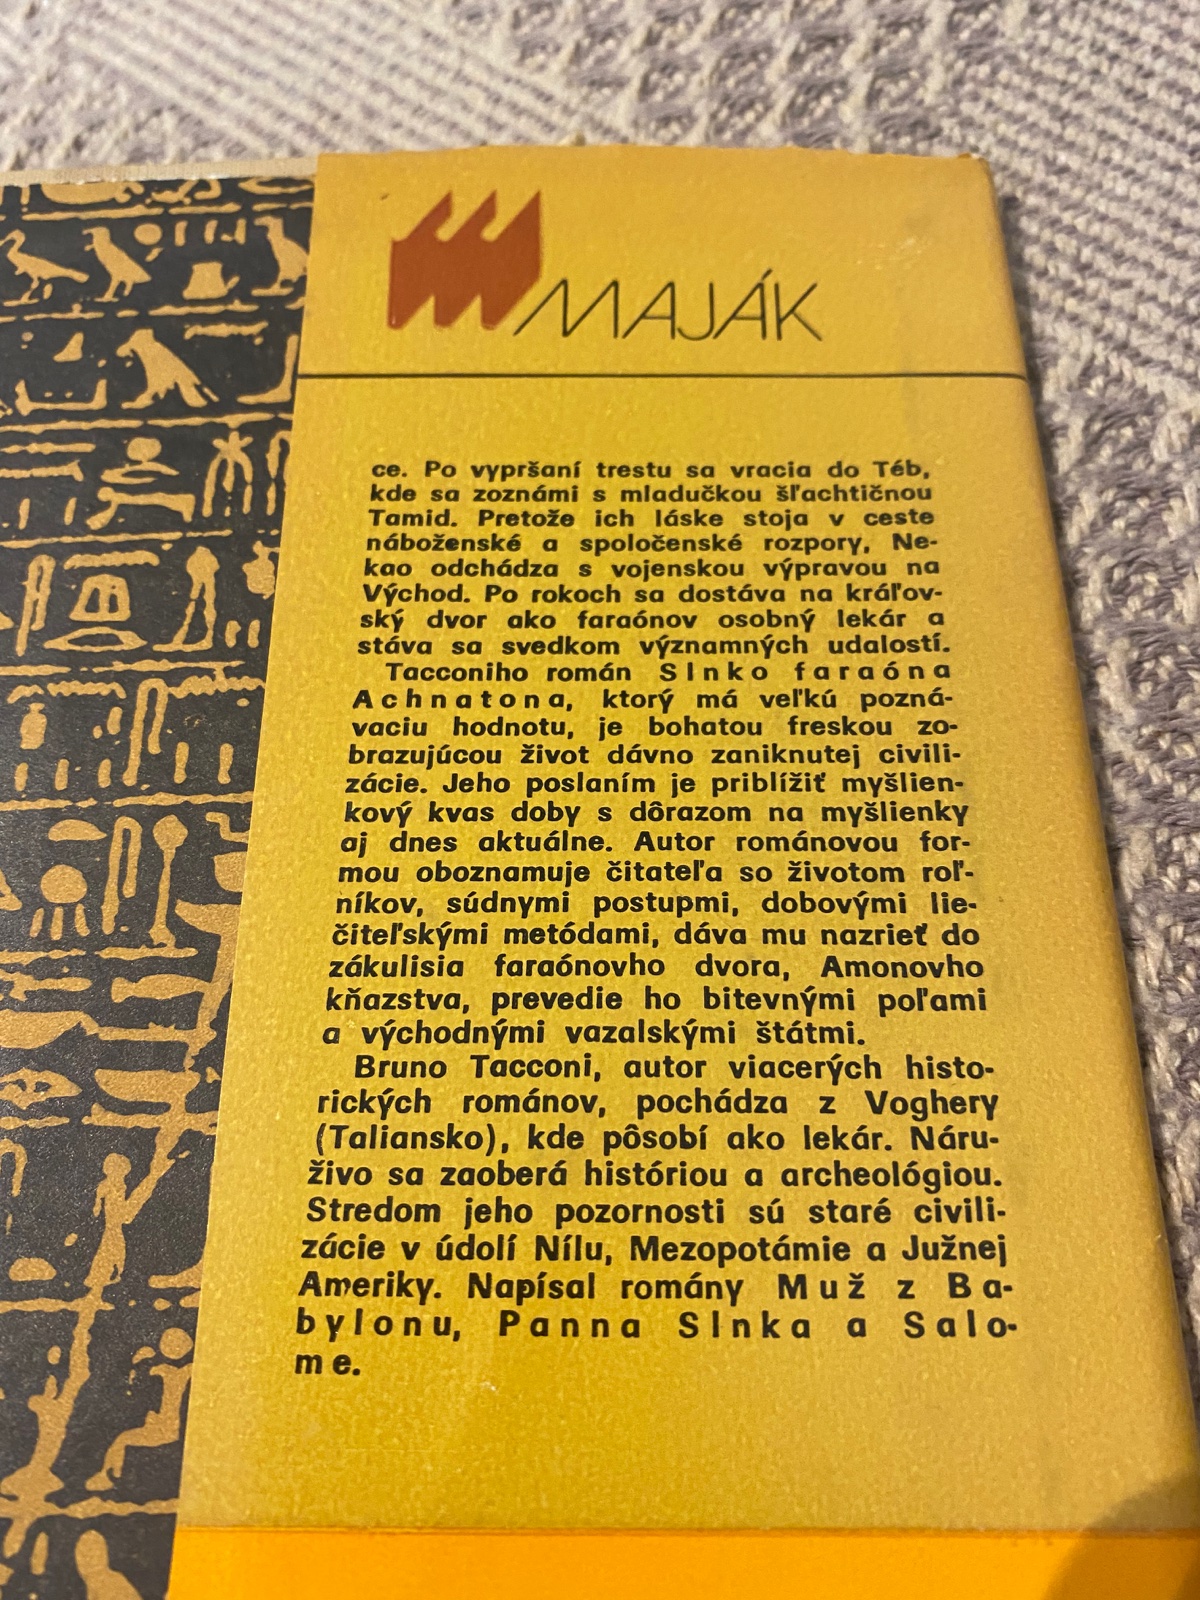 MAJÁK
ce. Po vypršaní trestu sa vracia do Téb,
kde sa zoznámi s mladučkou šľachtičnou
Tamid. Pretože ich láske stoja v ceste
náboženské a spoločenské rozpory, Ne-
kao odchádza s vojenskou výpravou na
Východ. Po rokoch sa dostáva na kráľov-
ský dvor ako faraónov osobný lekár a
stáva sa svedkom významných udalostí.
Tacconiho román Slnko faraóna
Achnatona, ktorý má veľkú pozná-
vaciu hodnotu, je bohatou freskou zo-
brazujúcou život dávno zaniknutej civili-
zácie. Jeho poslaním je priblížiť myšlien-
kový kvas doby s dôrazom na myšlienky
aj dnes aktuálne. Autor románovou for-
mou oboznamuje čitateľa so životom roľ-
níkov, súdnymi postupmi, dobovými lie-
čiteľskými metódami, dáva mu nazrieť do
zákulisia faraónovho dvora, Amonovho
kňazstva, prevedie ho bitevnými poľami
a východnými vazalskými štátmi.
Bruno Tacconi, autor viacerých histo-
rických románov, pochádza z Voghery
(Taliansko), kde pôsobí ako lekár. Náru-
živo sa zaoberá históriou a archeológiou.
Stredom jeho pozornosti sú staré civili-
zácie v údolí Nílu, Mezopotámie a Južnej
Ameriky. Napísal romány Muž z Ba-
bylonu, Panna Slnka a Salo-
me.